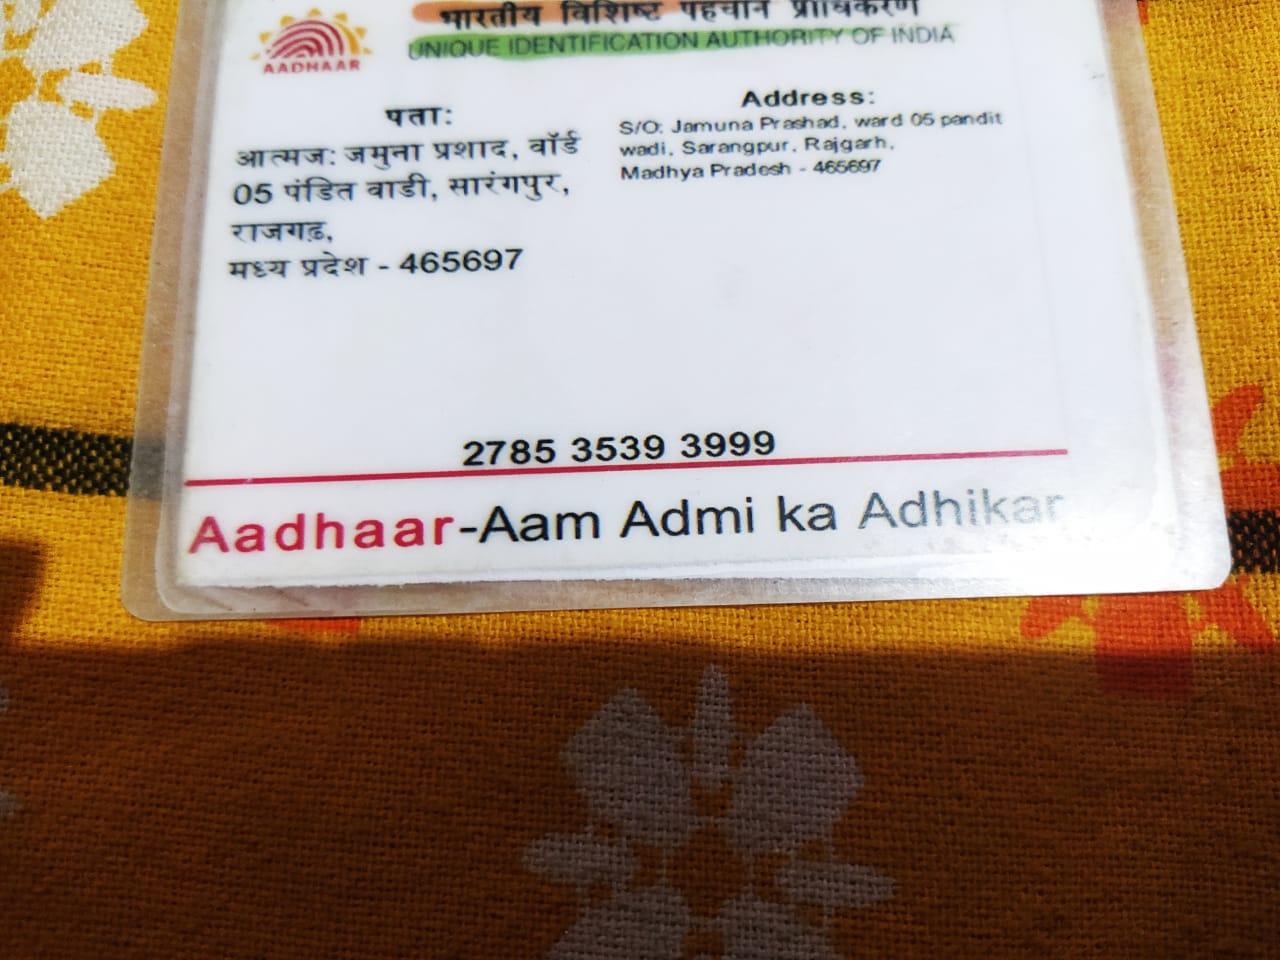 भारतीय विशिष्ट पहचान प्राधिकरण
UNIQUE IDENTIFICATION AUTHORITY OF INDIA
AADHAAR
पता:
आत्मज: जमुना प्रशाद, वॉर्ड
05 पंडित वाडी, सारंगपुर,
राजगढ़,
मध्य प्रदेश - 465697
Address:
S/O: Jamuna Prashad, ward 05 pandit
wadi, Sarangpur, Rajgarh,
Madhya Pradesh - 465697
2785 3539 3999
Aadhaar-Aam Admi ka Adhikar